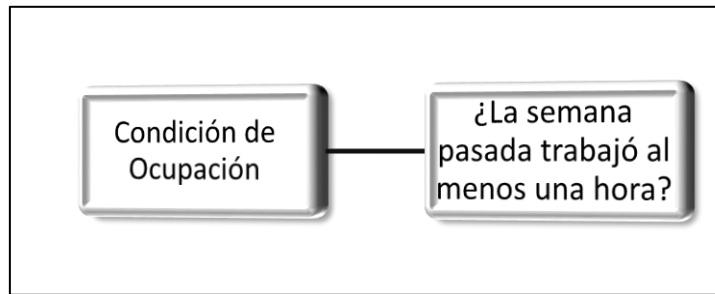 Condición de
Ocupación
¿La semana
pasada trabajó al
menos una hora?